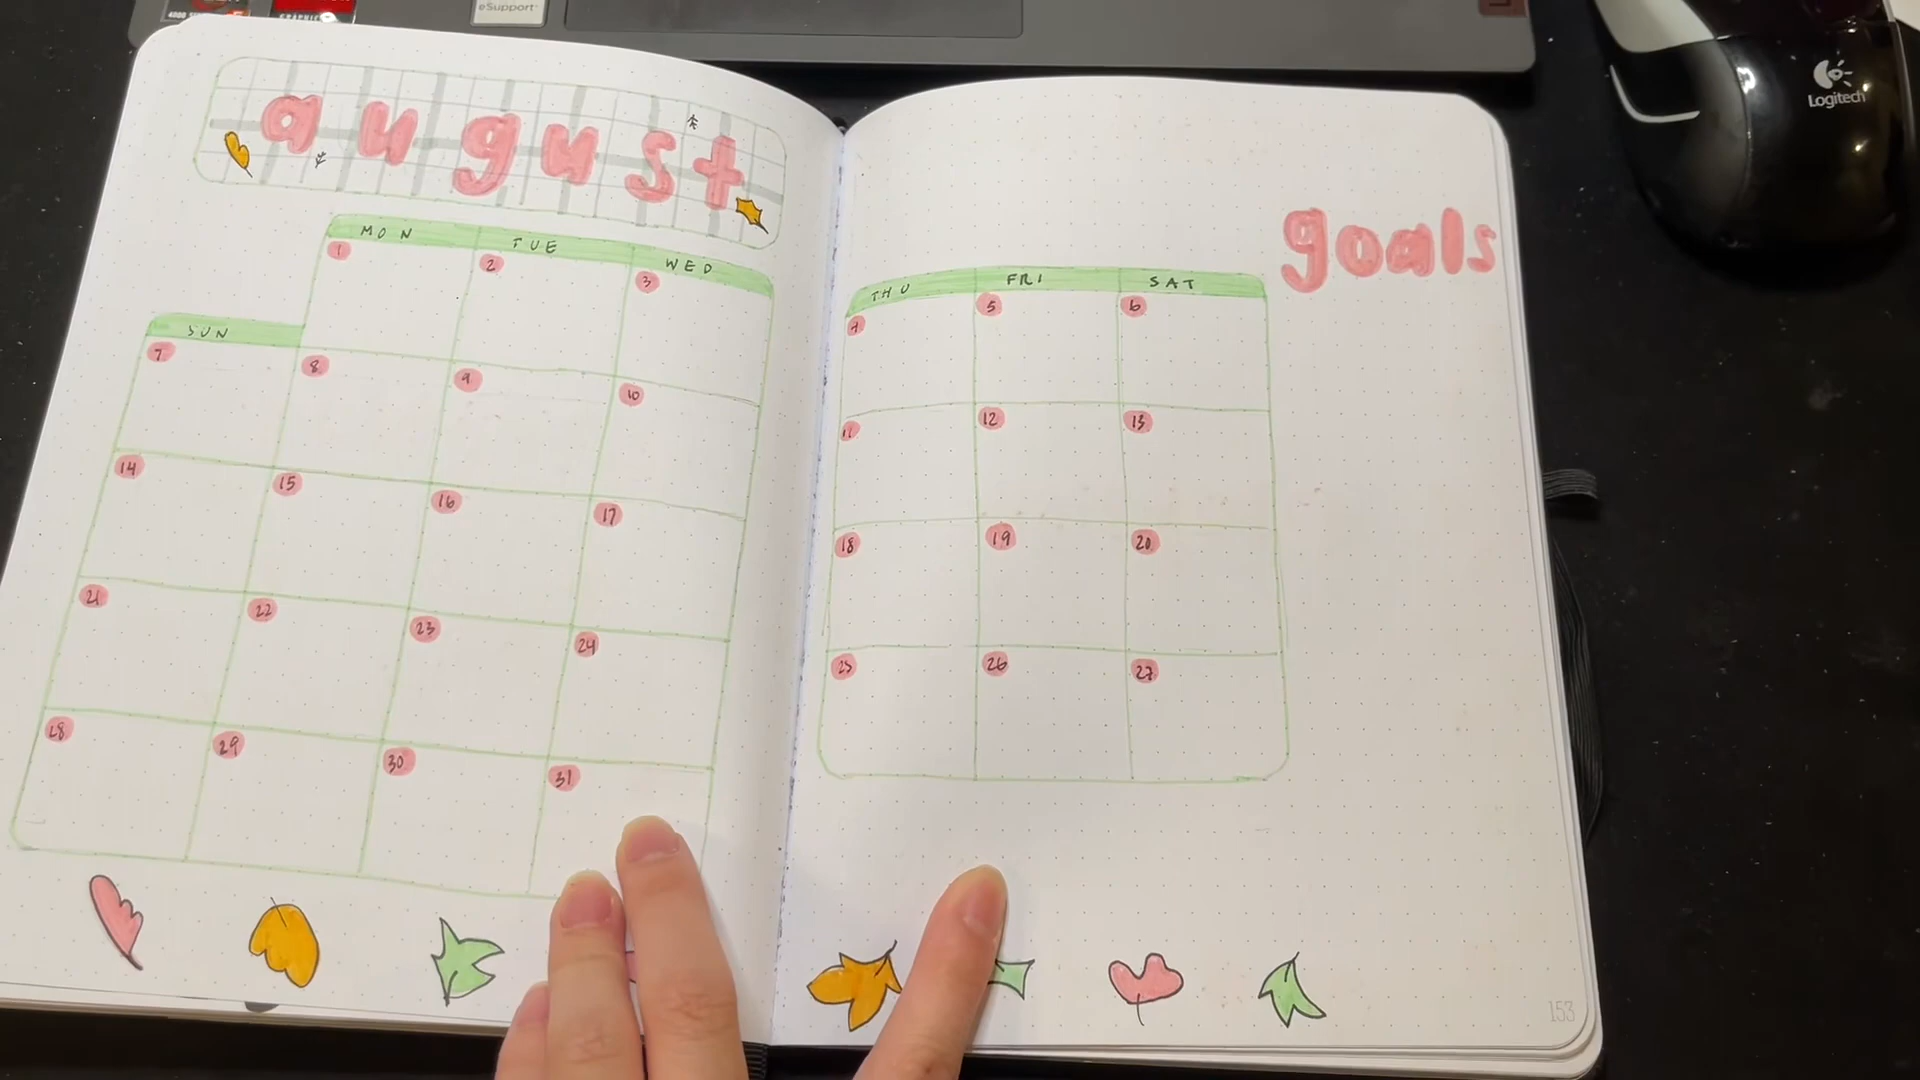 eSupport
Logitech
august
MON TUE WED
SUN
1 2 3
7 8 9 10
14 15 16 17
21 22 23 24
28 29 30 31
goals
THU FRI SAT
4 5 6
11 12 13
18 19 20
25 26 27
153